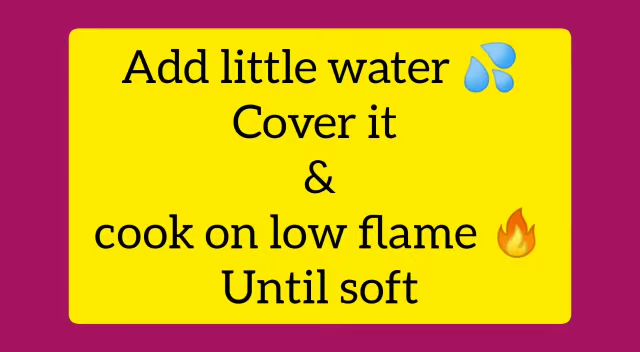 Add little water 💦
Cover it
&
cook on low flame 🔥
Until soft